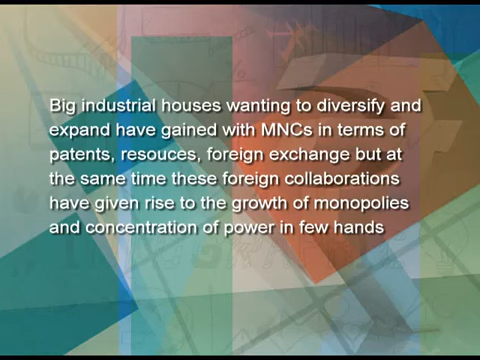 Big industrial houses wanting to diversify and
expand have gained with MNCs in terms of
patents, resouces, foreign exchange but at
the same time these foreign collaborations
have given rise to the growth of monopolies
and concentration of power in few hands